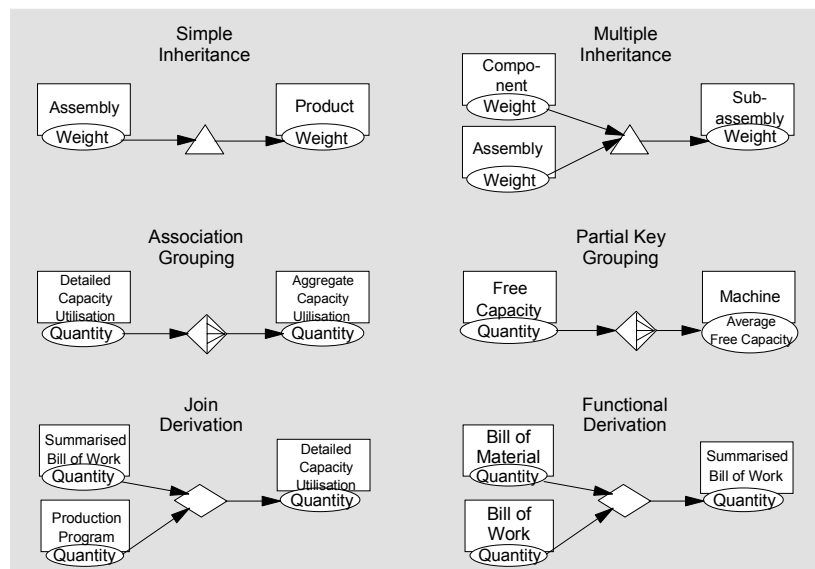 Simple
Inheritance
Assembly
Weight
Product
Weight
Multiple
Inheritance
Compo-
nent
Weight
Assembly
Weight
Sub-
assembly
Weight
Association
Grouping
Detailed
Capacity
Utilisation
Quantity
Aggregate
Capacity
Ulilisation
Quantity
Partial Key
Grouping
Free
Capacity
Quantity
Machine
Average
Free Capacity
Join
Derivation
Summarised
Bill of Work
Quantity
Production
Program
Quantity
Detailed
Capacity
Utilisation
Quantity
Functional
Derivation
Bill of
Material
Quantity
Bill of
Work
Quantity
Summarised
Bill of Work
Quantity